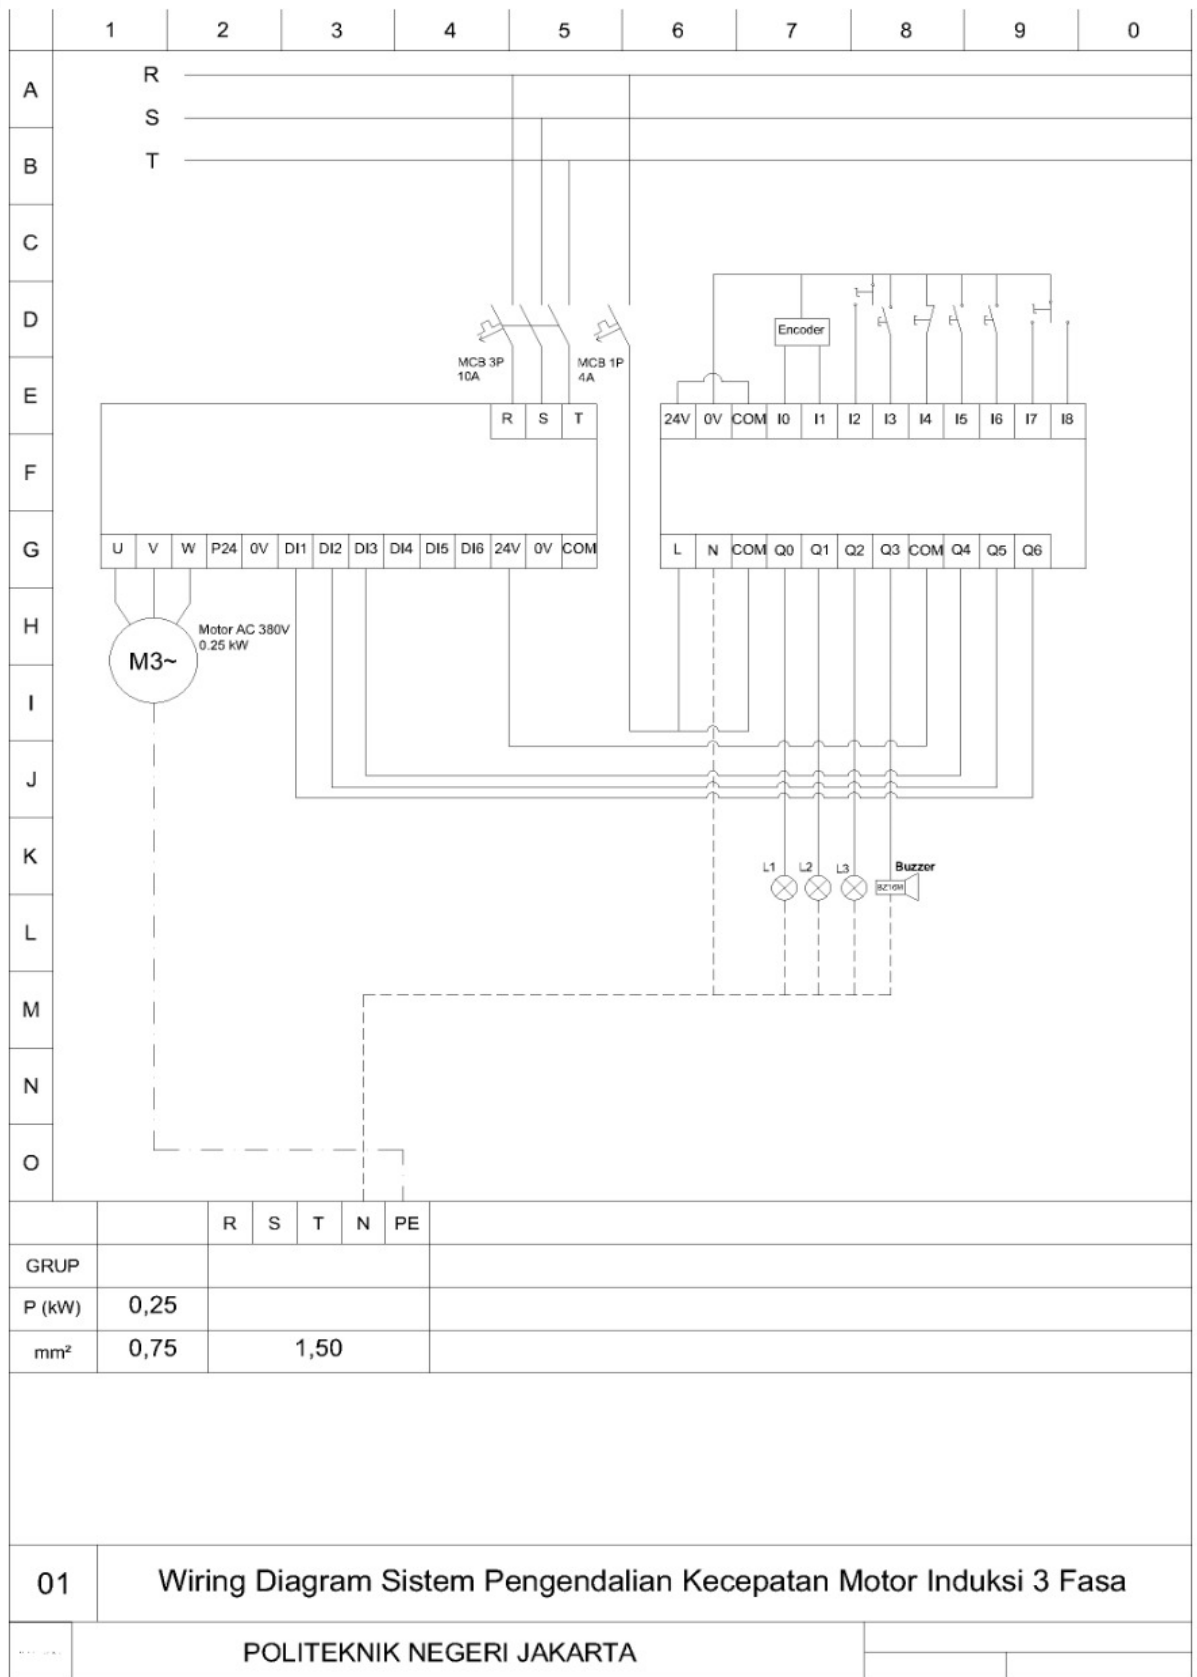 1 2 3 4 5 6 7 8 9 0
A
B
C
D
E
F
G
H
I
J
K
L
M
N
O
R
S
T
MCB 3P
10A
MCB 1P
4A
Encoder
R S T
24V 0V COM I0 I1 I2 I3 I4 I5 I6 I7 I8
U V W P24 0V DI1 DI2 DI3 DI4 DI5 DI6 24V 0V COM
L N COM Q0 Q1 Q2 Q3 COM Q4 Q5 Q6
M3~
Motor AC 380V
0.25 kW
L1 L2 L3 Buzzer
BZ16M
R S T N PE
GRUP
P (kW) 0,25
mm² 0,75 1,50
01 Wiring Diagram Sistem Pengendalian Kecepatan Motor Induksi 3 Fasa
POLITEKNIK NEGERI JAKARTA